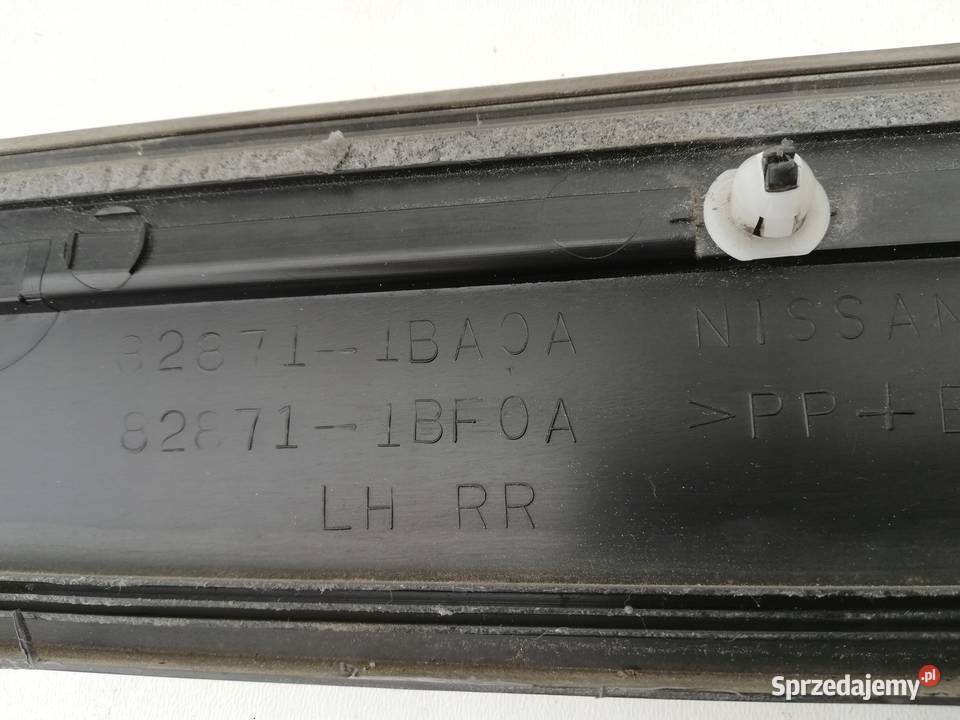 82871-1BA0A NISSAN
82871-1BF0A >PP+E
LH RR
Sprzedajemy.pl